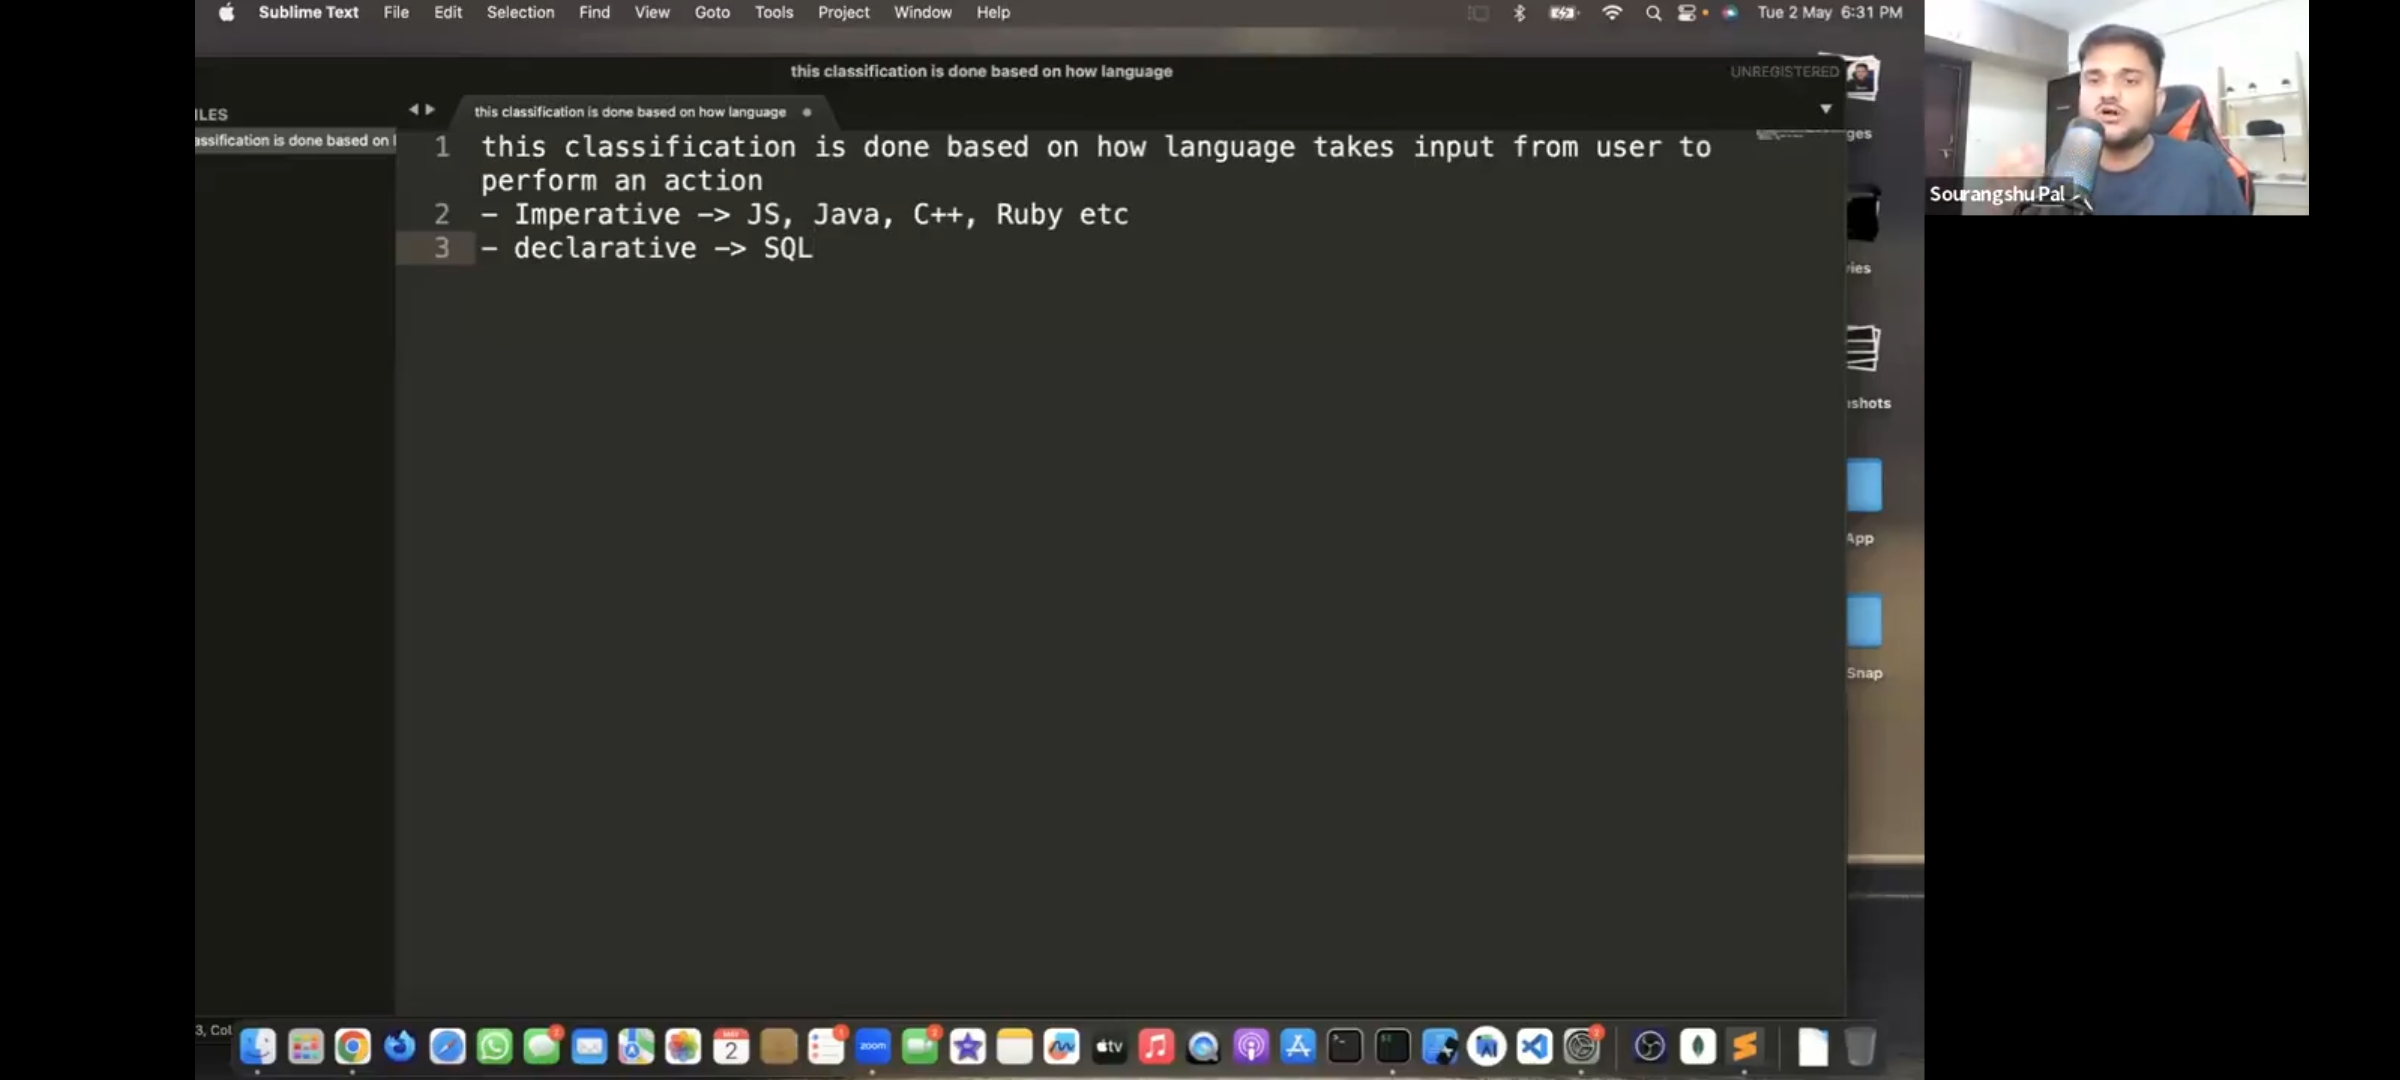 Sublime Text File Edit Selection Find View Goto Tools Project Window Help Tue 2 May 6:31 PM
this classification is done based on how language UNREGISTERED
this classification is done based on how language
ILES
assification is done based on l
1 this classification is done based on how language takes input from user to
perform an action
2 - Imperative -> JS, Java, C++, Ruby etc
3 - declarative -> SQL
Sourangshu Pal
ges
ries
shots
App
Snap
3, Col
2
zoom
tv